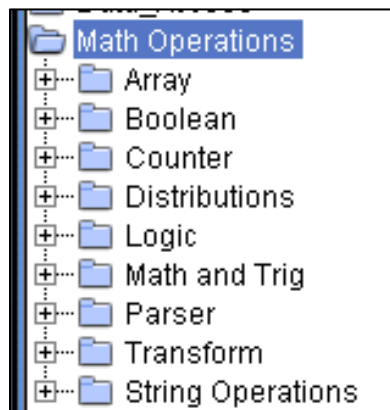 Math Operations
Array
Boolean
Counter
Distributions
Logic
Math and Trig
Parser
Transform
String Operations